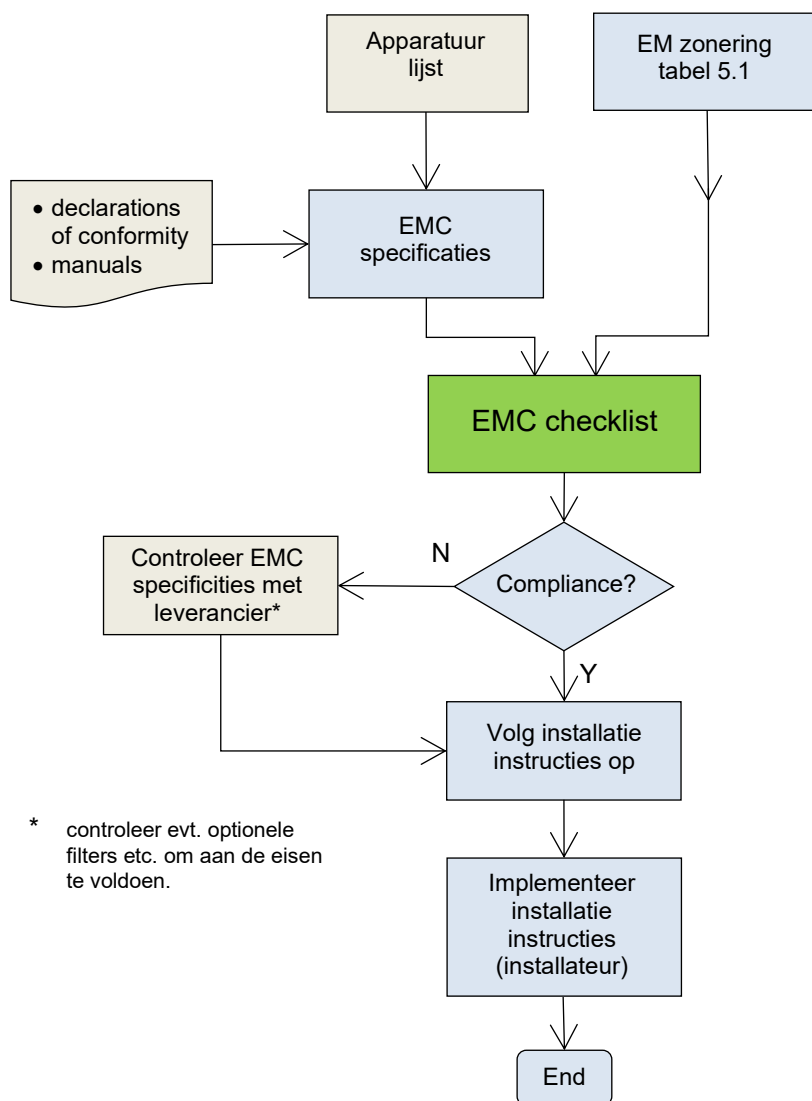 Apparatuur
lijst
EM zonering
tabel 5.1
• declarations
of conformity
• manuals
EMC
specificaties
EMC checklist
Compliance?
N
Controleer EMC
specificities met
leverancier*
Y
Volg installatie
instructies op
* controleer evt. optionele
filters etc. om aan de eisen
te voldoen.
Implementeer
installatie
instructies
(installateur)
End